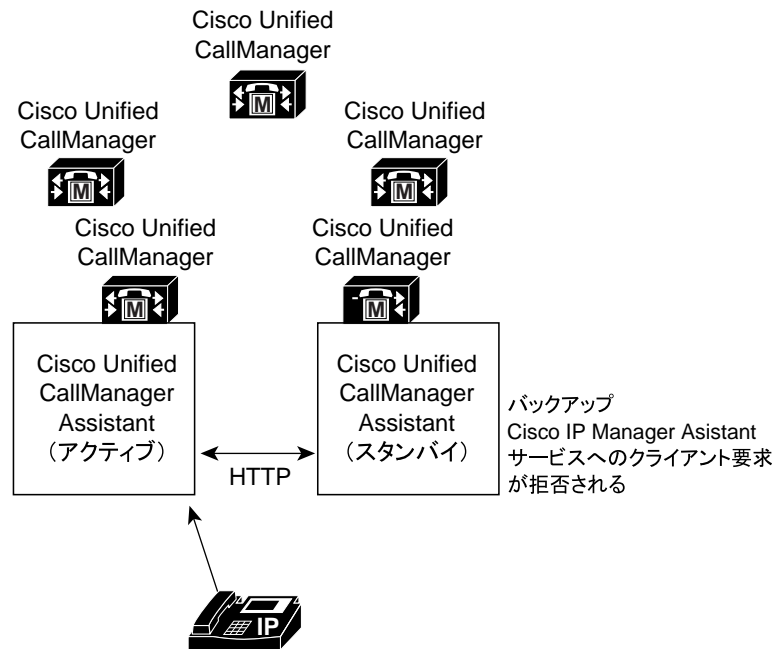 Cisco Unified
CallManager
M
Cisco Unified
CallManager
M
Cisco Unified
CallManager
M
Cisco Unified
CallManager
M
Cisco Unified
CallManager
M
Cisco Unified
CallManager
Assistant
（アクティブ）
HTTP
Cisco Unified
CallManager
Assistant
（スタンバイ）
バックアップ
Cisco IP Manager Asistant
サービスへのクライアント要求
が拒否される
IP